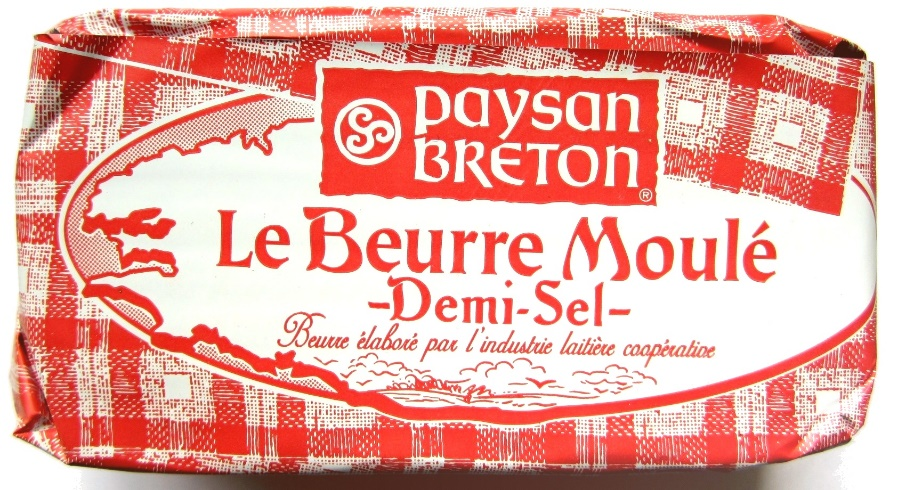 paysan
BRETON
®
Le Beurre Moulé
-Demi-Sel-
Beurre élaboré par l'industrie laitière coopérative